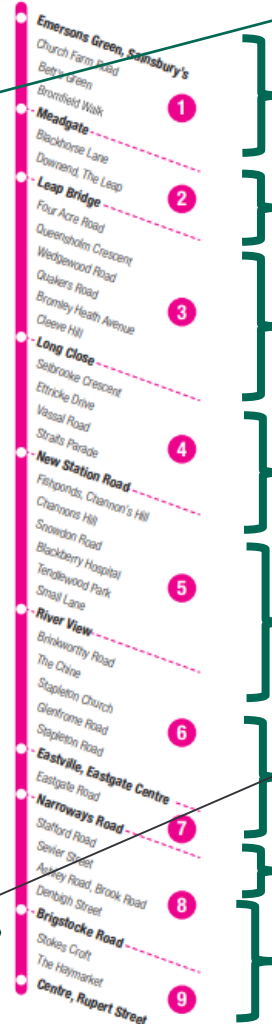 Emersons Green, Sainsbury's
Church Farm Road
Bett's Green
Bromfield Walk
1
Meadgate
Blackhorse Lane
Downend, The Leap
2
Leap Bridge
Four Acre Road
Queensholm Crescent
Wedgewood Road
Quakers Road
Bromley Heath Avenue
Cleeve Hill
3
Long Close
Selbrooke Crescent
Ettricke Drive
Vassal Road
Straits Parade
4
New Station Road
Fishponds, Channon's Hill
Channons Hill
Snowdon Road
Blackberry Hospital
Tendlewood Park
Small Lane
5
River View
Brinkworthy Road
The Chine
Stapleton Church
Glenfrome Road
Stapleton Road
6
Eastville, Eastgate Centre
Eastgate Road
7
Narroways Road
Stafford Road
Sevier Street
Ashley Road, Brook Road
Denbigh Street
8
Brigstocke Road
Stokes Croft
The Haymarket
9
Centre, Rupert Street